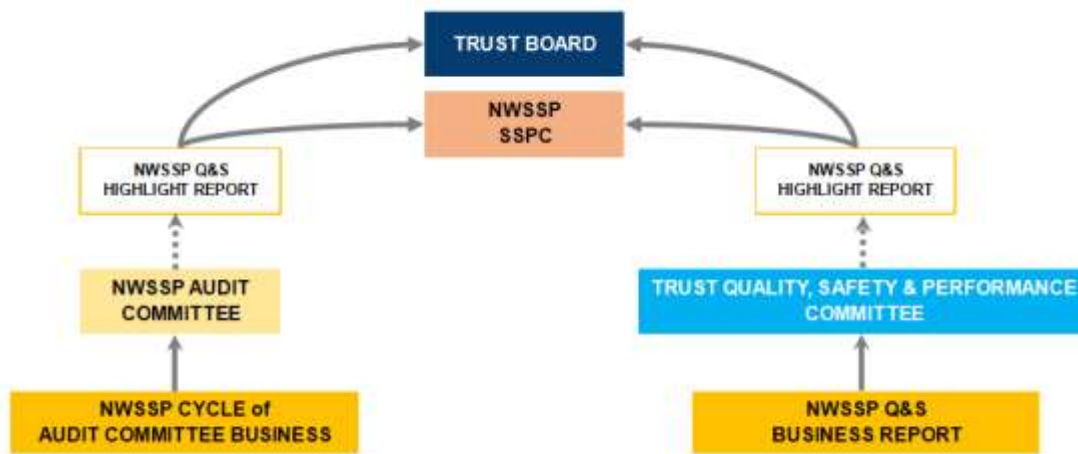 TRUST BOARD
NWSSP
SSPC
NWSSP Q&S
HIGHLIGHT REPORT
NWSSP Q&S
HIGHLIGHT REPORT
NWSSP AUDIT
COMMITTEE
TRUST QUALITY, SAFETY & PERFORMANCE
COMMITTEE
NWSSP CYCLE of
AUDIT COMMITTEE BUSINESS
NWSSP Q&S
BUSINESS REPORT